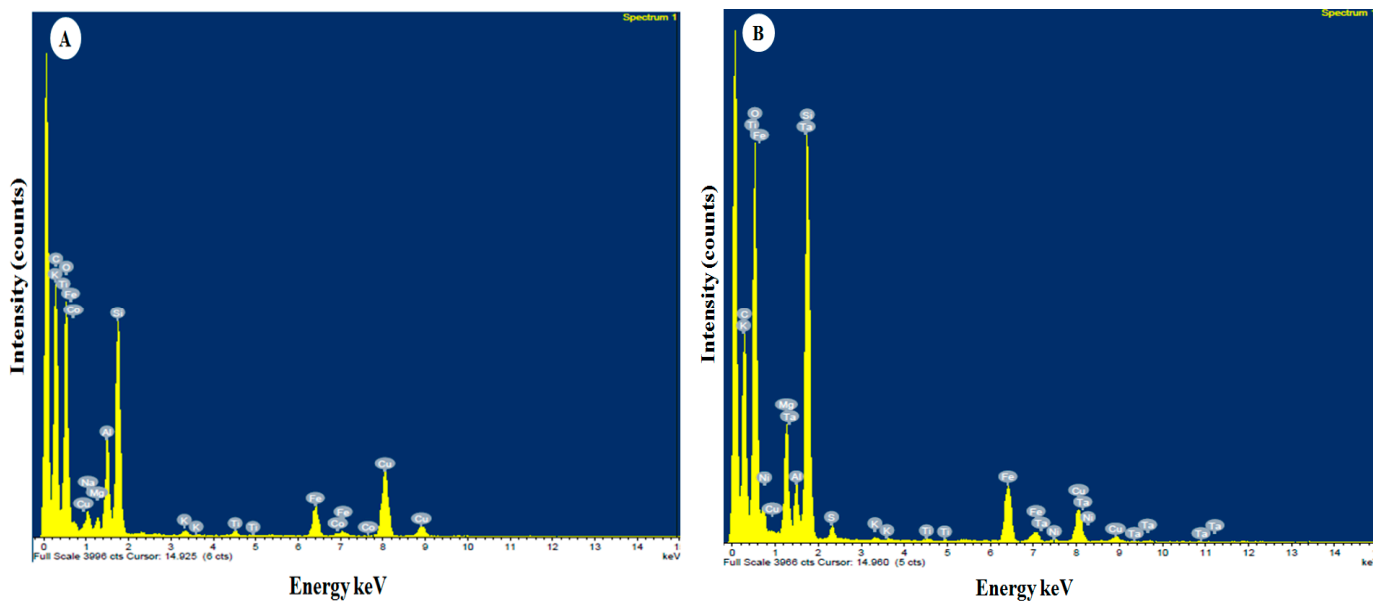 Spectrum 1
A
C
K
O
Ti
Fe
Co
Si
Al
Na
Mg
Cu
K
K
Ti
Ti
Fe
Fe
Co
Co
Cu
Cu
0 1 2 3 4 5 6 7 8 9 10 11 12 13 14
Full Scale 3996 cts Cursor: 14.925 (6 cts)
keV
Intensity (counts)
Energy keV
Spectrum
B
O
Ti
Fe
Si
Ta
C
K
Mg
Ta
Ni
Al
Cu
S
K
K
Ti
Ti
Fe
Fe
Ta
Ni
Cu
Ta
Ni
Cu
Ta
Ta
Ta
Ta
0 1 2 3 4 5 6 7 8 9 10 11 12 13 14
Full Scale 3966 cts Cursor: 14.960 (5 cts)
ke
Intensity (counts)
Energy keV